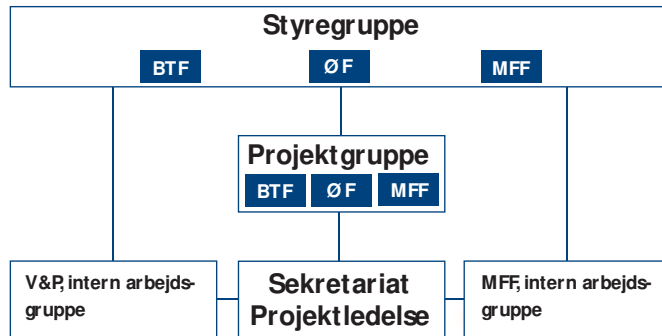 Styregruppe
BTF ØF MFF
Projektgruppe
BTF ØF MFF
V&P, intern arbejds-
gruppe
Sekretariat
Projektledelse
MFF, intern arbejds-
gruppe